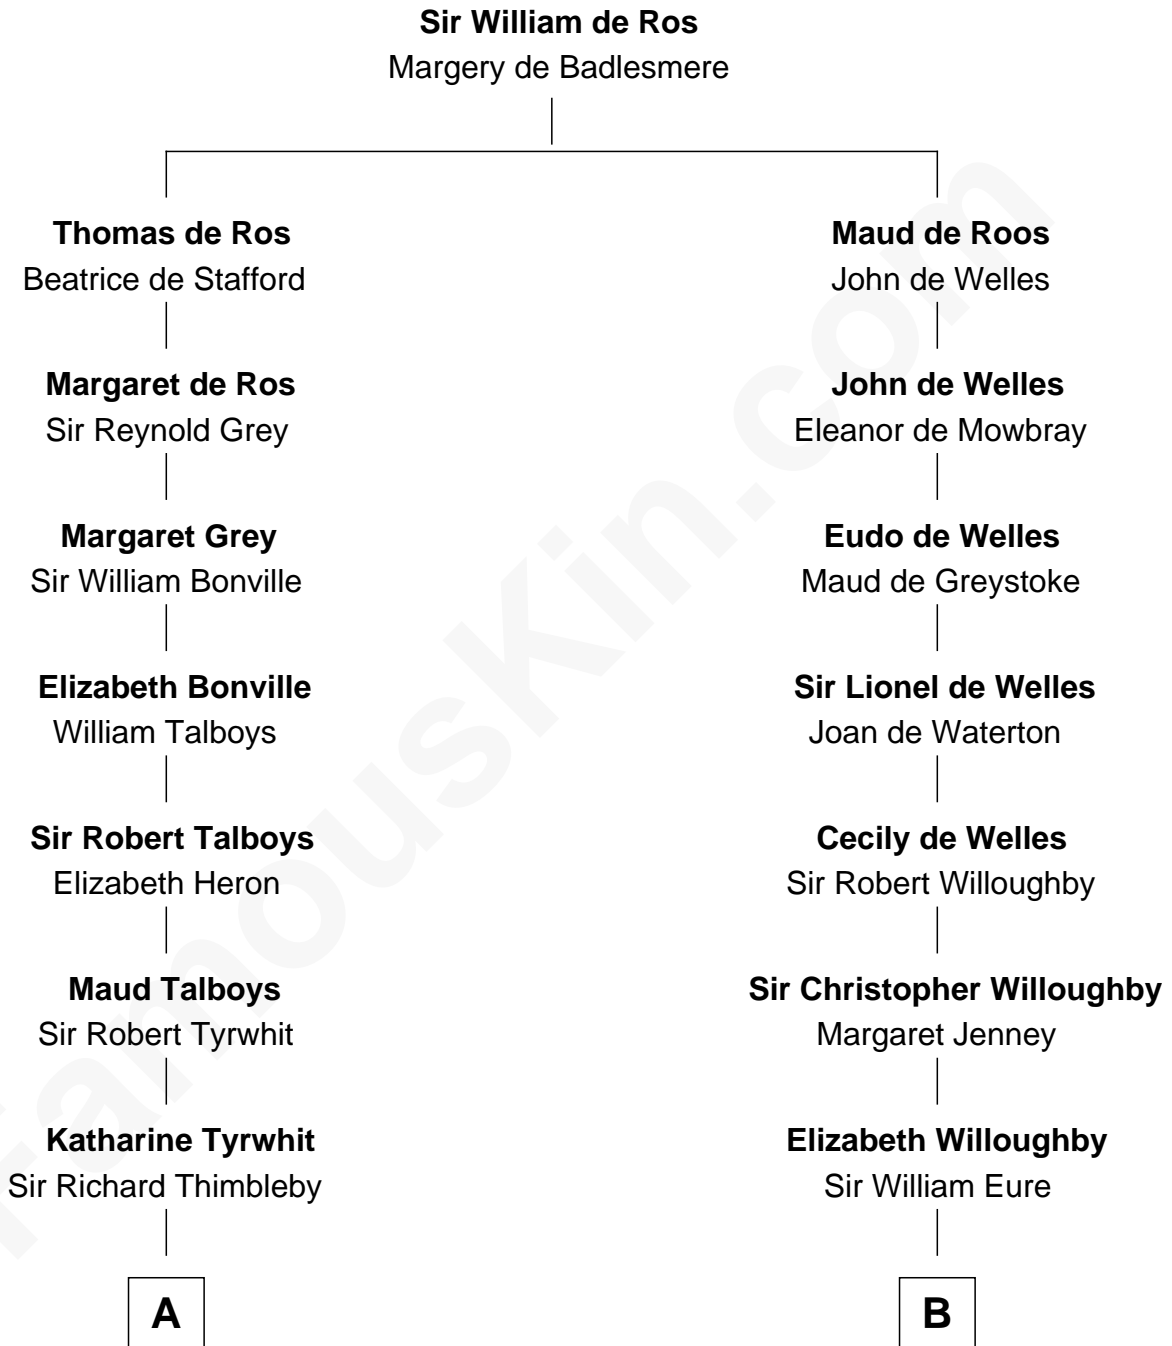 Sir William de Ros
Margery de Badlesmere
Thomas de Ros
Beatrice de Stafford
Maud de Roos
John de Welles
Margaret de Ros
Sir Reynold Grey
John de Welles
Eleanor de Mowbray
Margaret Grey
Sir William Bonville
Eudo de Welles
Maud de Greystoke
Elizabeth Bonville
William Talboys
Sir Lionel de Welles
Joan de Waterton
Sir Robert Talboys
Elizabeth Heron
Cecily de Welles
Sir Robert Willoughby
Maud Talboys
Sir Robert Tyrwhit
Sir Christopher Willoughby
Margaret Jenney
Katharine Tyrwhit
Sir Richard Thimbleby
Elizabeth Willoughby
Sir William Eure
A
B
FamousKin.com